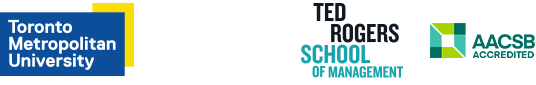 Toronto
Metropolitan
University
TED
ROGERS
SCHOOL
OF MANAGEMENT
AACSB
ACCREDITED